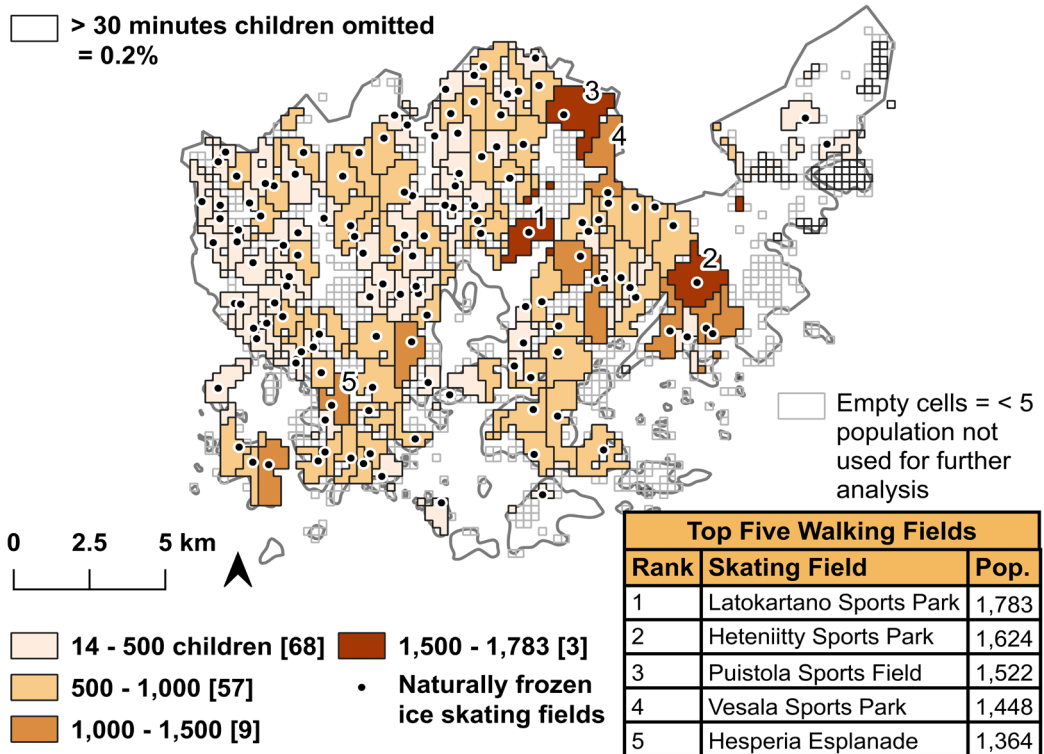 > 30 minutes children omitted
= 0.2%
3
4
1
2
5
Empty cells = < 5
population not
used for further
analysis
0 2.5 5 km
14 - 500 children [68]
500 - 1,000 [57]
1,000 - 1,500 [9]
1,500 - 1,783 [3]
Naturally frozen
ice skating fields
Top Five Walking Fields
Rank Skating Field Pop.
1 Latokartano Sports Park 1,783
2 Heteniitty Sports Park 1,624
3 Puistola Sports Field 1,522
4 Vesala Sports Park 1,448
5 Hesperia Esplanade 1,364